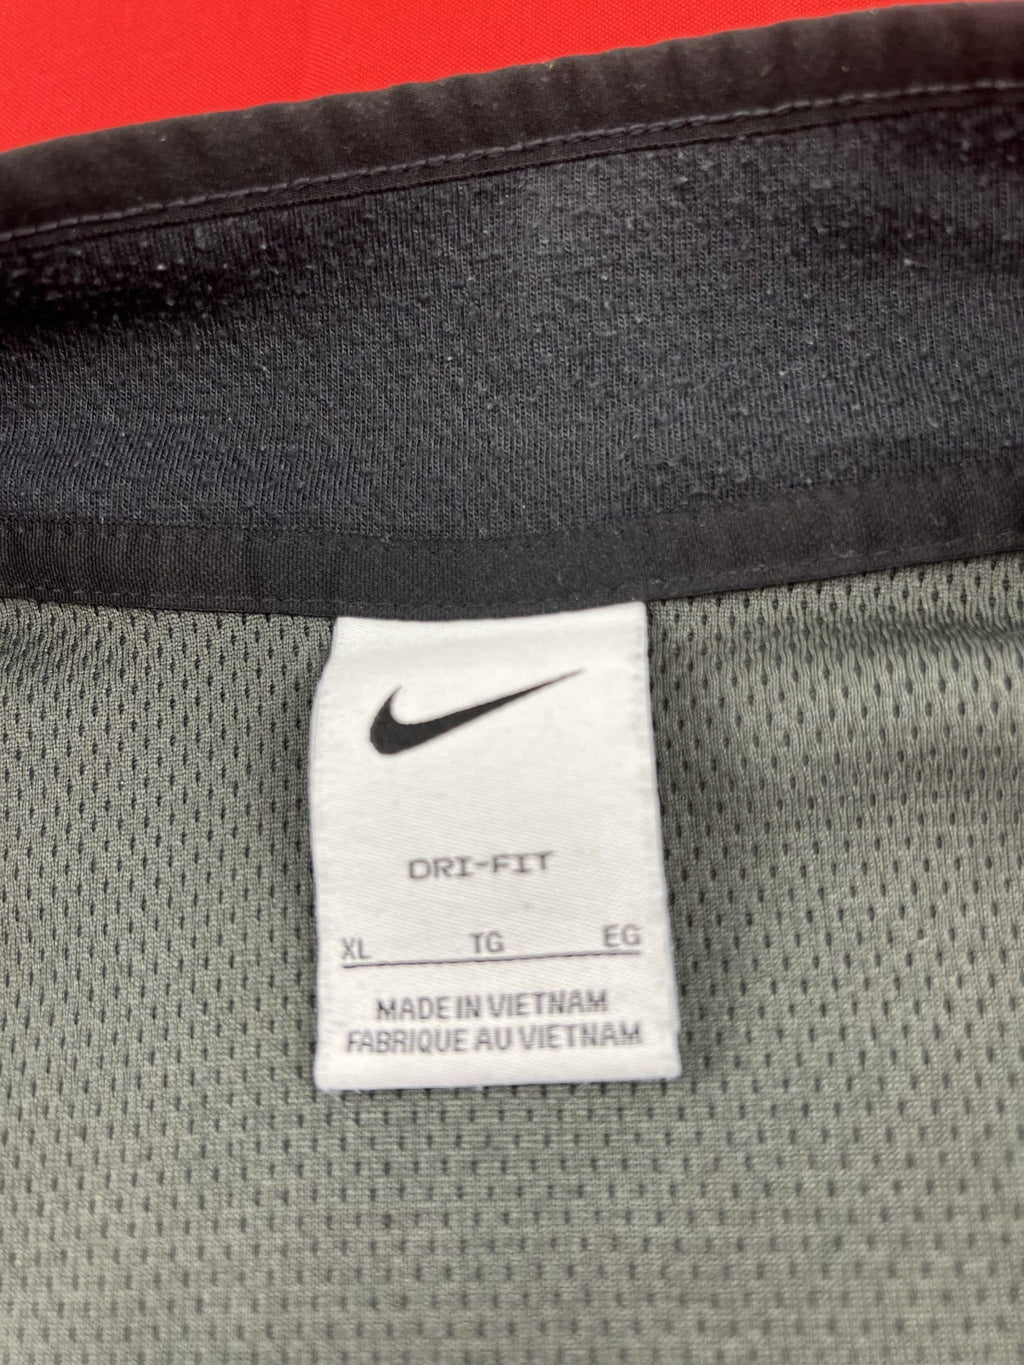 DRI-FIT
XL TG EG
MADE IN VIETNAM
FABRIQUE AU VIETNAM